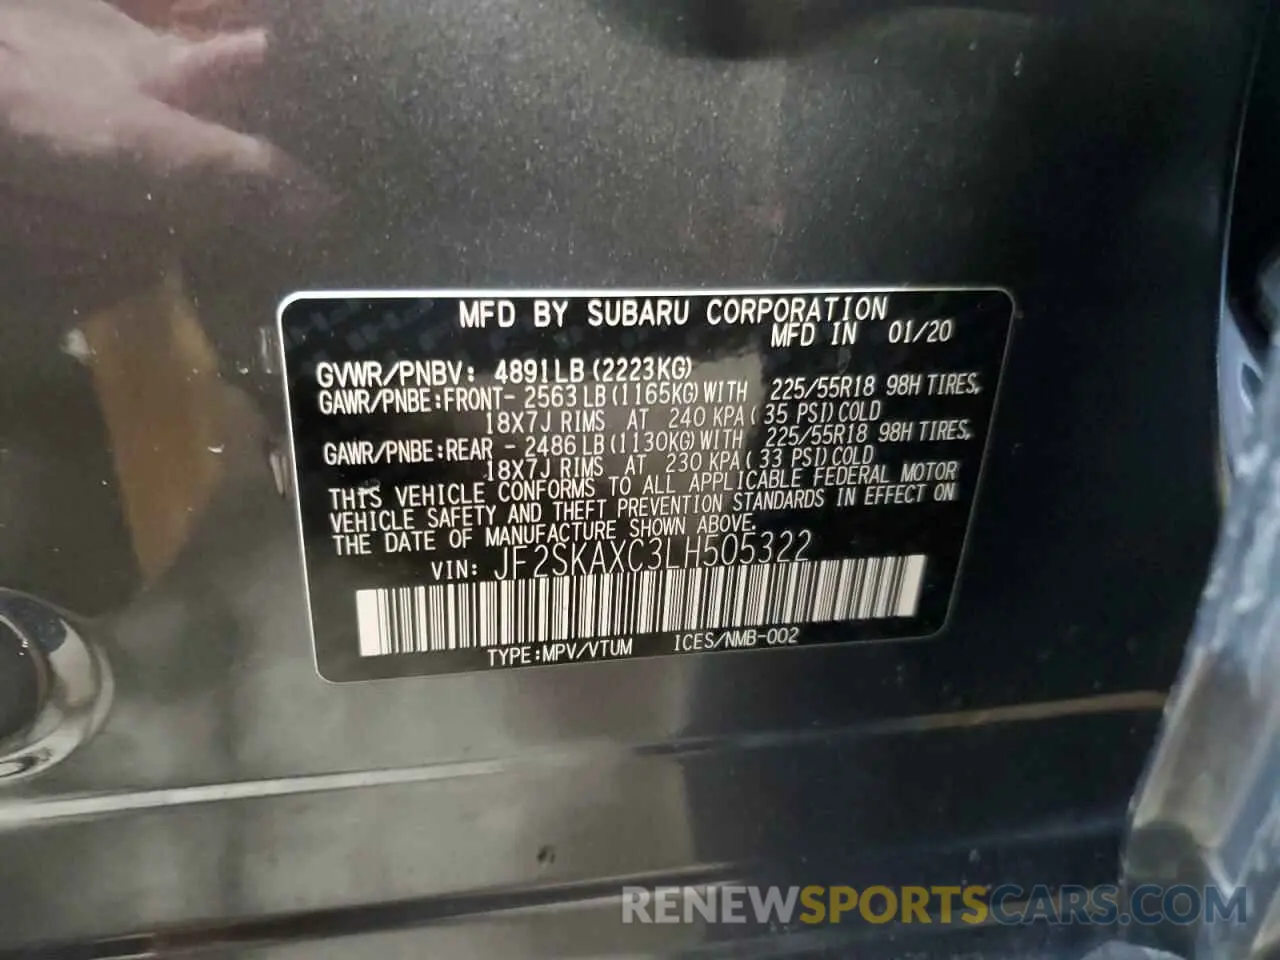 MFD BY SUBARU CORPORATION
MFD IN 01/20
GVWR/PNBV: 4891LB (2223KG)
GAWR/PNBE:FRONT- 2563 LB (1165KG) WITH 225/55R18 98H TIRES,
18X7J RIMS AT 240 KPA ( 35 PSI) COLD
GAWR/PNBE:REAR - 2486 LB (1130KG) WITH 225/55R18 98H TIRES,
18X7J RIMS AT 230 KPA ( 33 PSI) COLD
THIS VEHICLE CONFORMS TO ALL APPLICABLE FEDERAL MOTOR
VEHICLE SAFETY AND THEFT PREVENTION STANDARDS IN EFFECT ON
THE DATE OF MANUFACTURE SHOWN ABOVE.
VIN: JF2SKAXC3LH505322
TYPE:MPV/VTUM ICES/NMB-002
RENEWSPORTSCARS.COM